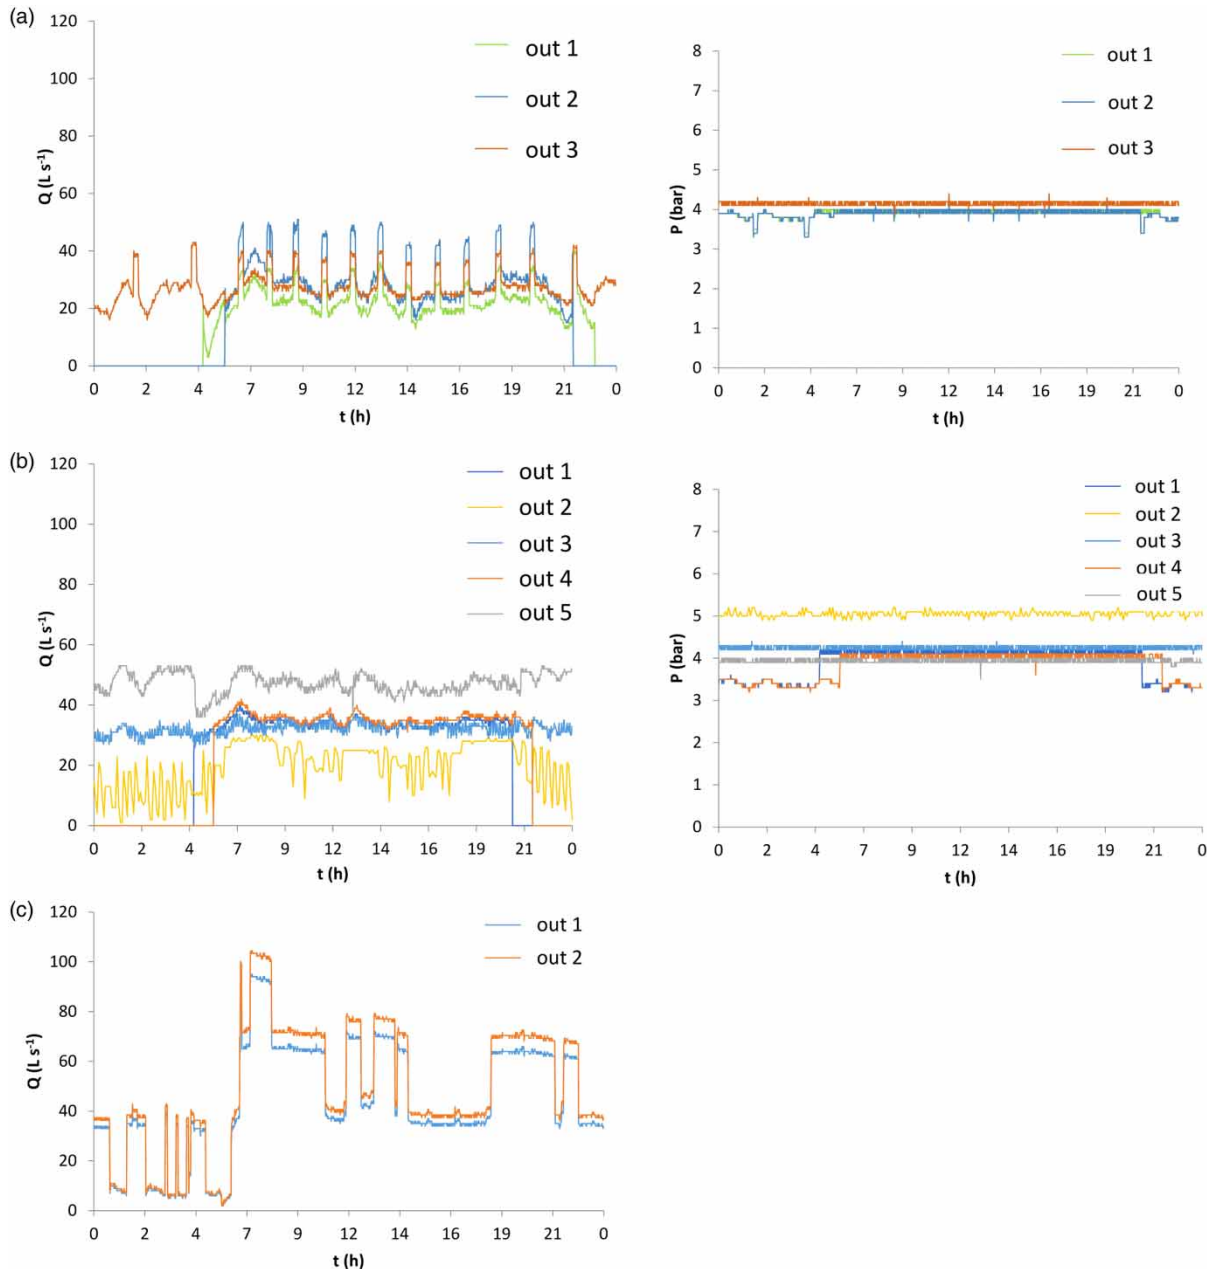 (a)
120
100
80
60
40
20
0
Q (L s⁻¹)
0 2 4 7 9 12 14 16 19 21 0
t (h)
out 1
out 2
out 3
8
7
6
5
4
3
2
1
0
P (bar)
0 2 4 7 9 12 14 16 19 21 0
t (h)
out 1
out 2
out 3
(b)
120
100
80
60
40
20
0
Q (L s⁻¹)
0 2 4 7 9 12 14 16 19 21 0
t (h)
out 1
out 2
out 3
out 4
out 5
8
7
6
5
4
3
2
1
0
P (bar)
0 2 4 7 9 12 14 16 19 21 0
t (h)
out 1
out 2
out 3
out 4
out 5
(c)
120
100
80
60
40
20
0
Q (L s⁻¹)
0 2 4 7 9 12 14 16 19 21 0
t (h)
out 1
out 2